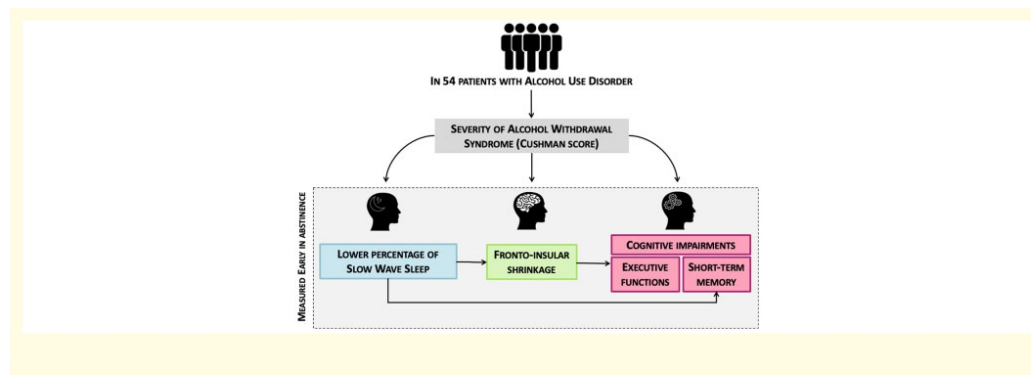 IN 54 PATIENTS WITH ALCOHOL USE DISORDER
SEVERITY OF ALCOHOL WITHDRAWAL
SYNDROME (CUSHMAN SCORE)
MEASURED EARLY IN ABSTINENCE
LOWER PERCENTAGE OF
SLOW WAVE SLEEP
FRONTO-INSULAR
SHRINKAGE
COGNITIVE IMPAIRMENTS
EXECUTIVE
FUNCTIONS
SHORT-TERM
MEMORY